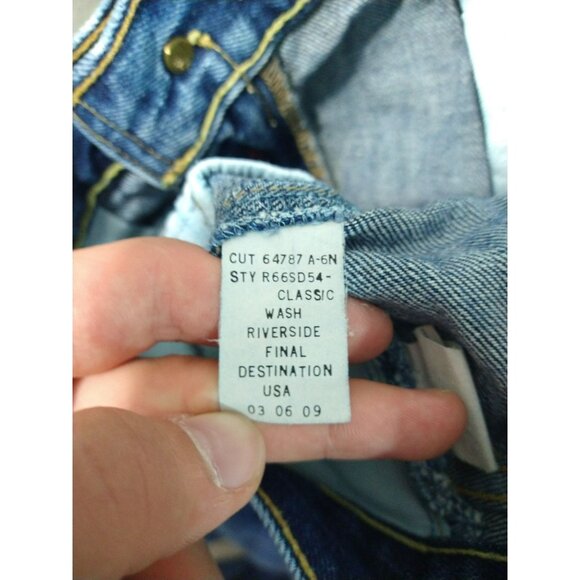 CUT 64787 A-6N
STY R66SD54-
CLASSIC
WASH
RIVERSIDE
FINAL
DESTINATION
USA
03 06 09